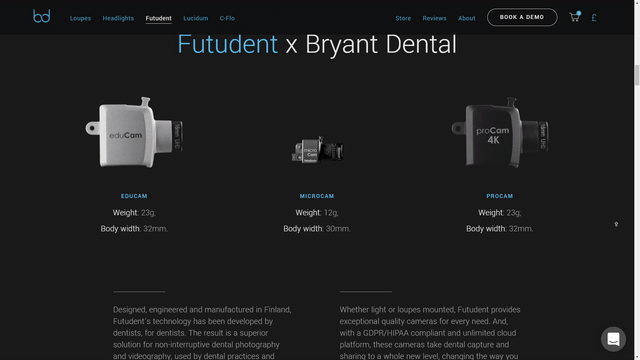 bd
Loupes Headlights Futudent Lucidum C-Flo
Store Reviews About BOOK A DEMO £
Futudent x Bryant Dental
eduCam
micro
Cam
proCam
4K
EDUCAM
Weight: 23g;
Body width: 32mm.
MICROCAM
Weight: 12g;
Body width: 30mm.
PROCAM
Weight: 23g;
Body width: 32mm.
Designed, engineered and manufactured in Finland,
Futudent's technology has been developed by
dentists, for dentists. The result is a superior
solution for non-interruptive dental photography
and videography, used by dental practices and
Whether light or loupes mounted, Futudent provides
exceptional quality cameras for every need. And,
with a GDPR/HIPAA compliant and unlimited cloud
platform, these cameras take dental capture and
sharing to a whole new level, changing the way you